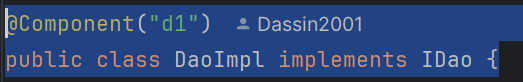 @Component("d1") Dassin2001
public class DaoImpl implements IDao {